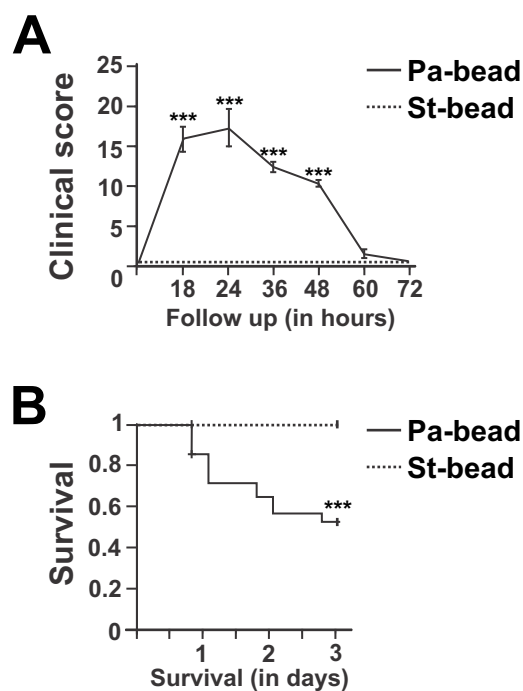 A
Pa-bead
St-bead
Clinical score
25
20
15
10
5
0
***
***
***
***
18 24 36 48 60 72
Follow up (in hours)
B
Pa-bead
St-bead
Survival
1
0.8
0.6
0.4
0.2
0
***
1 2 3
Survival (in days)